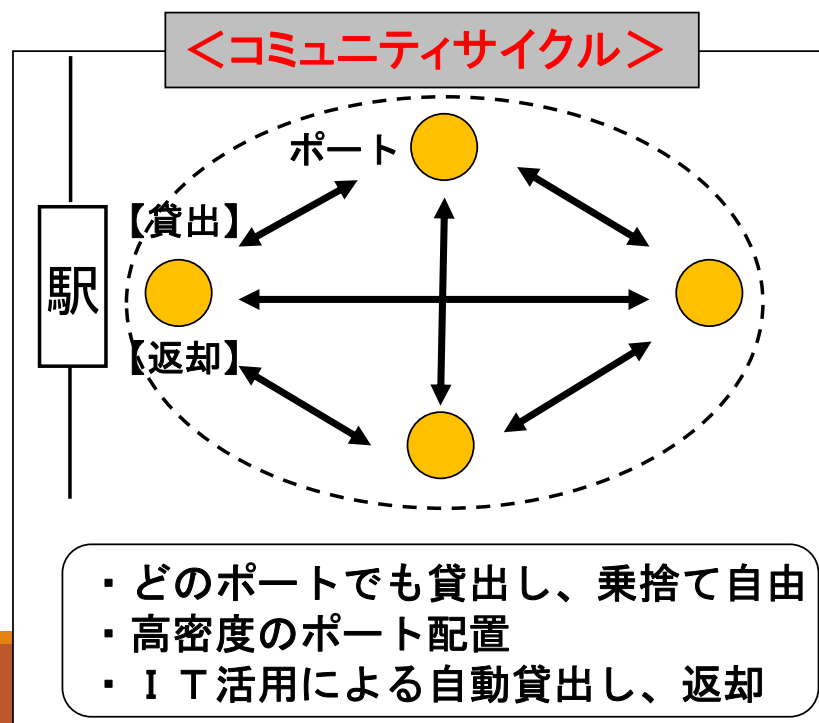 ＜コミュニティサイクル＞
ポート
【貸出】
駅
【返却】
・どのポートでも貸出し、乗捨て自由
・高密度のポート配置
・ＩＴ活用による自動貸出し、返却